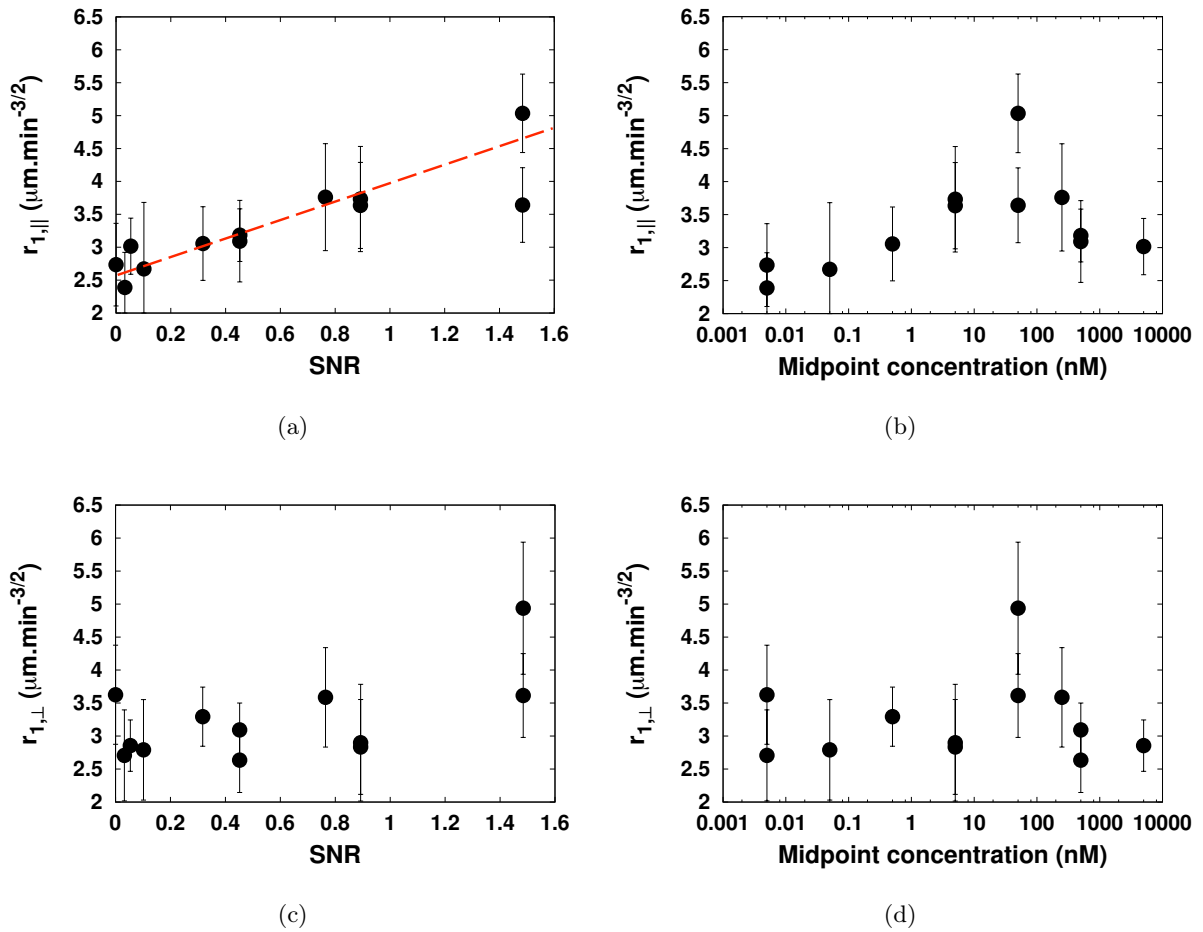 6.5
6
5.5
5
4.5
4
3.5
3
2.5
2
r1,|| (μm.min-3/2)
0 0.2 0.4 0.6 0.8 1 1.2 1.4 1.6
SNR
(a)
6.5
6
5.5
5
4.5
4
3.5
3
2.5
2
r1,|| (μm.min-3/2)
0.001 0.01 0.1 1 10 100 1000 10000
Midpoint concentration (nM)
(b)
6.5
6
5.5
5
4.5
4
3.5
3
2.5
2
r1,⊥ (μm.min-3/2)
0 0.2 0.4 0.6 0.8 1 1.2 1.4 1.6
SNR
(c)
6.5
6
5.5
5
4.5
4
3.5
3
2.5
2
r1,⊥ (μm.min-3/2)
0.001 0.01 0.1 1 10 100 1000 10000
Midpoint concentration (nM)
(d)